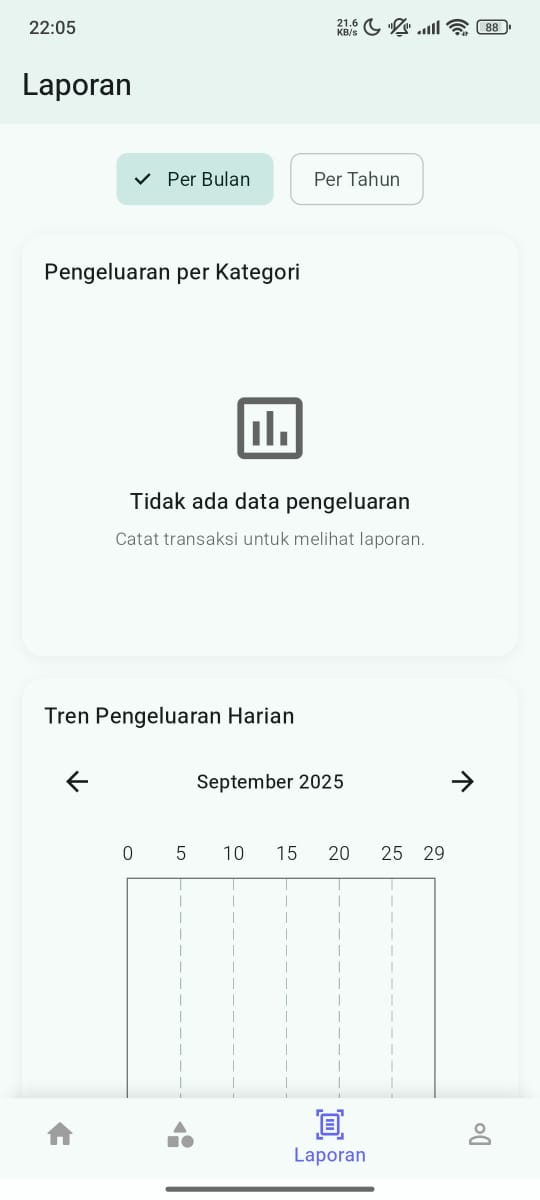 22:05
21.6
KB/s
88
Laporan
Per Bulan
Per Tahun
Pengeluaran per Kategori
Tidak ada data pengeluaran
Catat transaksi untuk melihat laporan.
Tren Pengeluaran Harian
September 2025
0 5 10 15 20 25 29
Laporan